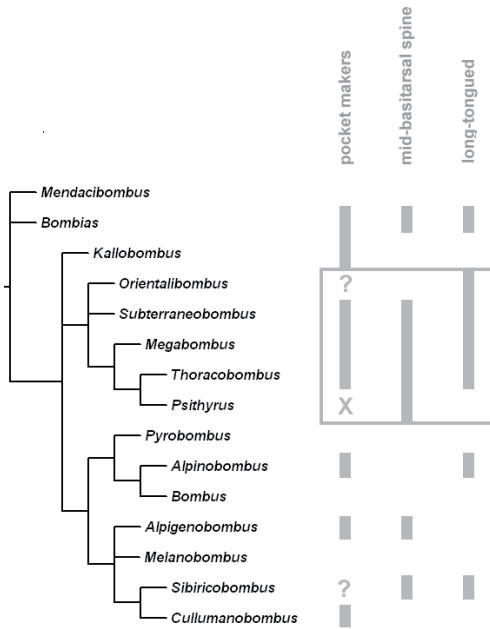 pocket makers
mid-basitarsal spine
long-tongued
Mendacibombus
Bombias
Kallobombus
Orientalibombus
?
Subterraneobombus
Megabombus
Thoracobombus
Psithyrus
X
Pyrobombus
Alpinobombus
Bombus
Alpigenobombus
Melanobombus
Sibiricobombus
?
Cullumanobombus